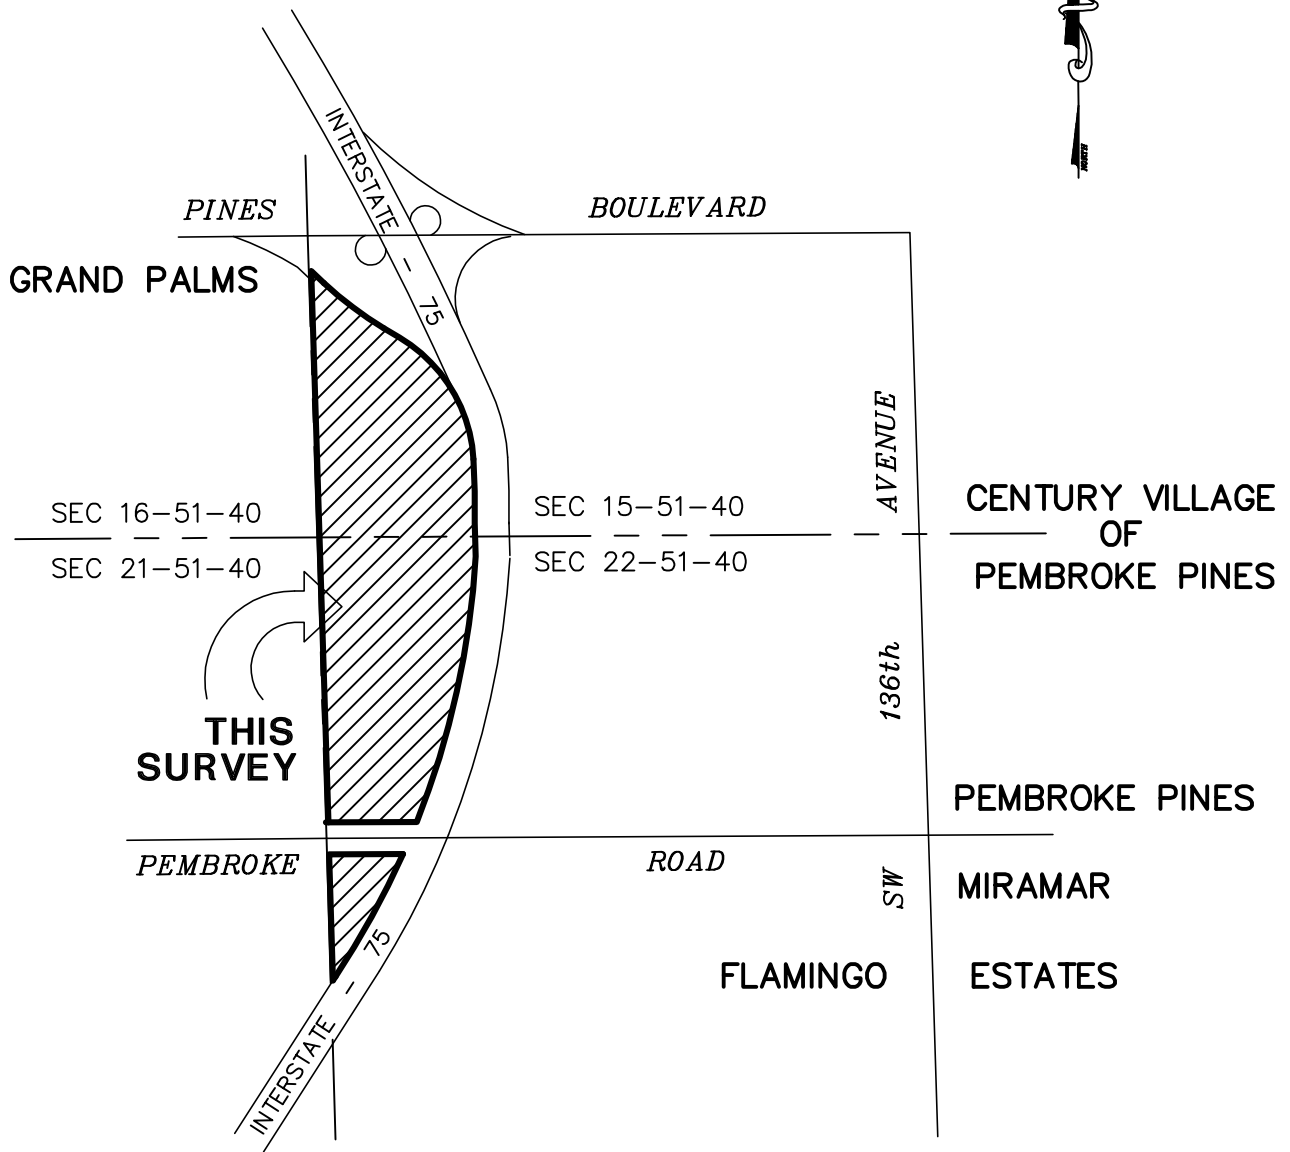 NORTH
INTERSTATE - 75
PINES BOULEVARD
GRAND PALMS
AVENUE
SEC 16-51-40
SEC 15-51-40
CENTURY VILLAGE
OF
PEMBROKE PINES
SEC 21-51-40
SEC 22-51-40
136th
THIS
SURVEY
PEMBROKE PINES
PEMBROKE ROAD
SW
MIRAMAR
FLAMINGO ESTATES
INTERSTATE - 75